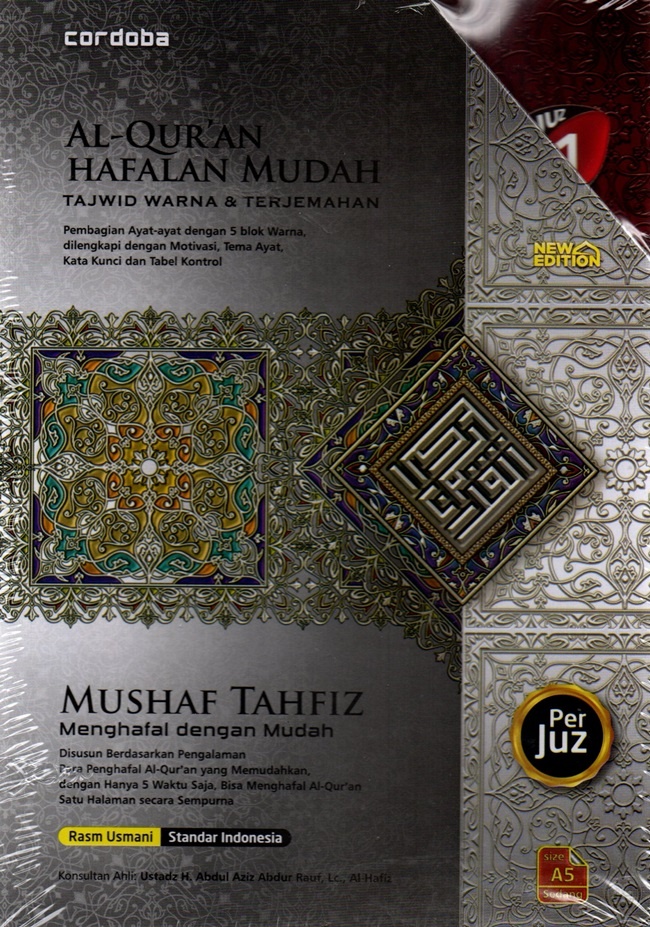 cordoba
AL-QUR'AN
HAFALAN MUDAH
TAJWID WARNA & TERJEMAHAN
Pembagian Ayat-ayat dengan 5 blok Warna,
dilengkapi dengan Motivasi, Tema Ayat,
Kata Kunci dan Tabel Kontrol
JUZ
1
NEW
EDITION
MUSHAF TAHFIZ
Menghafal dengan Mudah
Disusun Berdasarkan Pengalaman
Para Penghafal Al-Qur'an yang Memudahkan,
dengan Hanya 5 Waktu Saja, Bisa Menghafal Al-Qur'an
Satu Halaman secara Sempurna
Rasm Usmani Standar Indonesia
Konsultan Ahli: Ustadz H. Abdul Aziz Abdur Rauf, Lc., Al Hafiz
Per
Juz
size
A5
Sedang